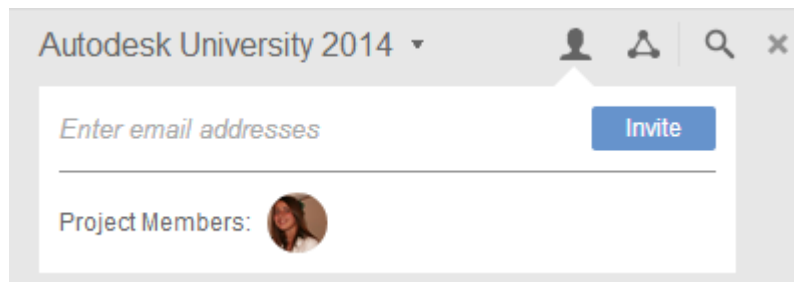 Autodesk University 2014
Enter email addresses
Invite
Project Members: